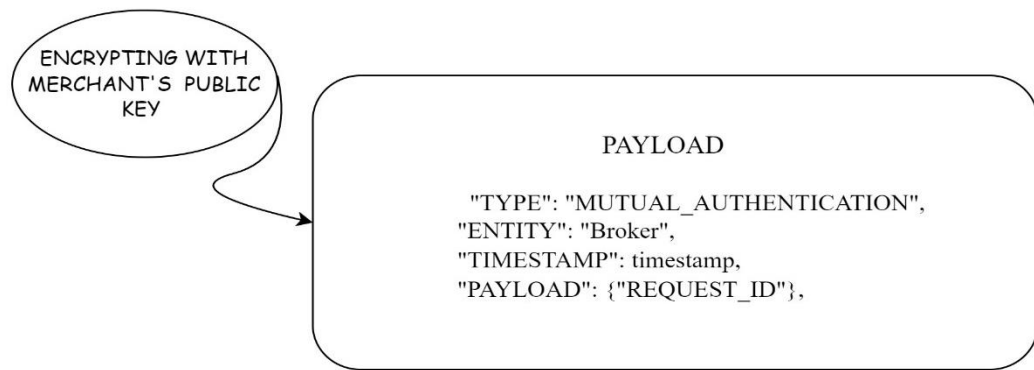 ENCRYPTING WITH
MERCHANT'S PUBLIC
KEY
PAYLOAD
"TYPE": "MUTUAL_AUTHENTICATION",
"ENTITY": "Broker",
"TIMESTAMP": timestamp,
"PAYLOAD": {"REQUEST_ID"},